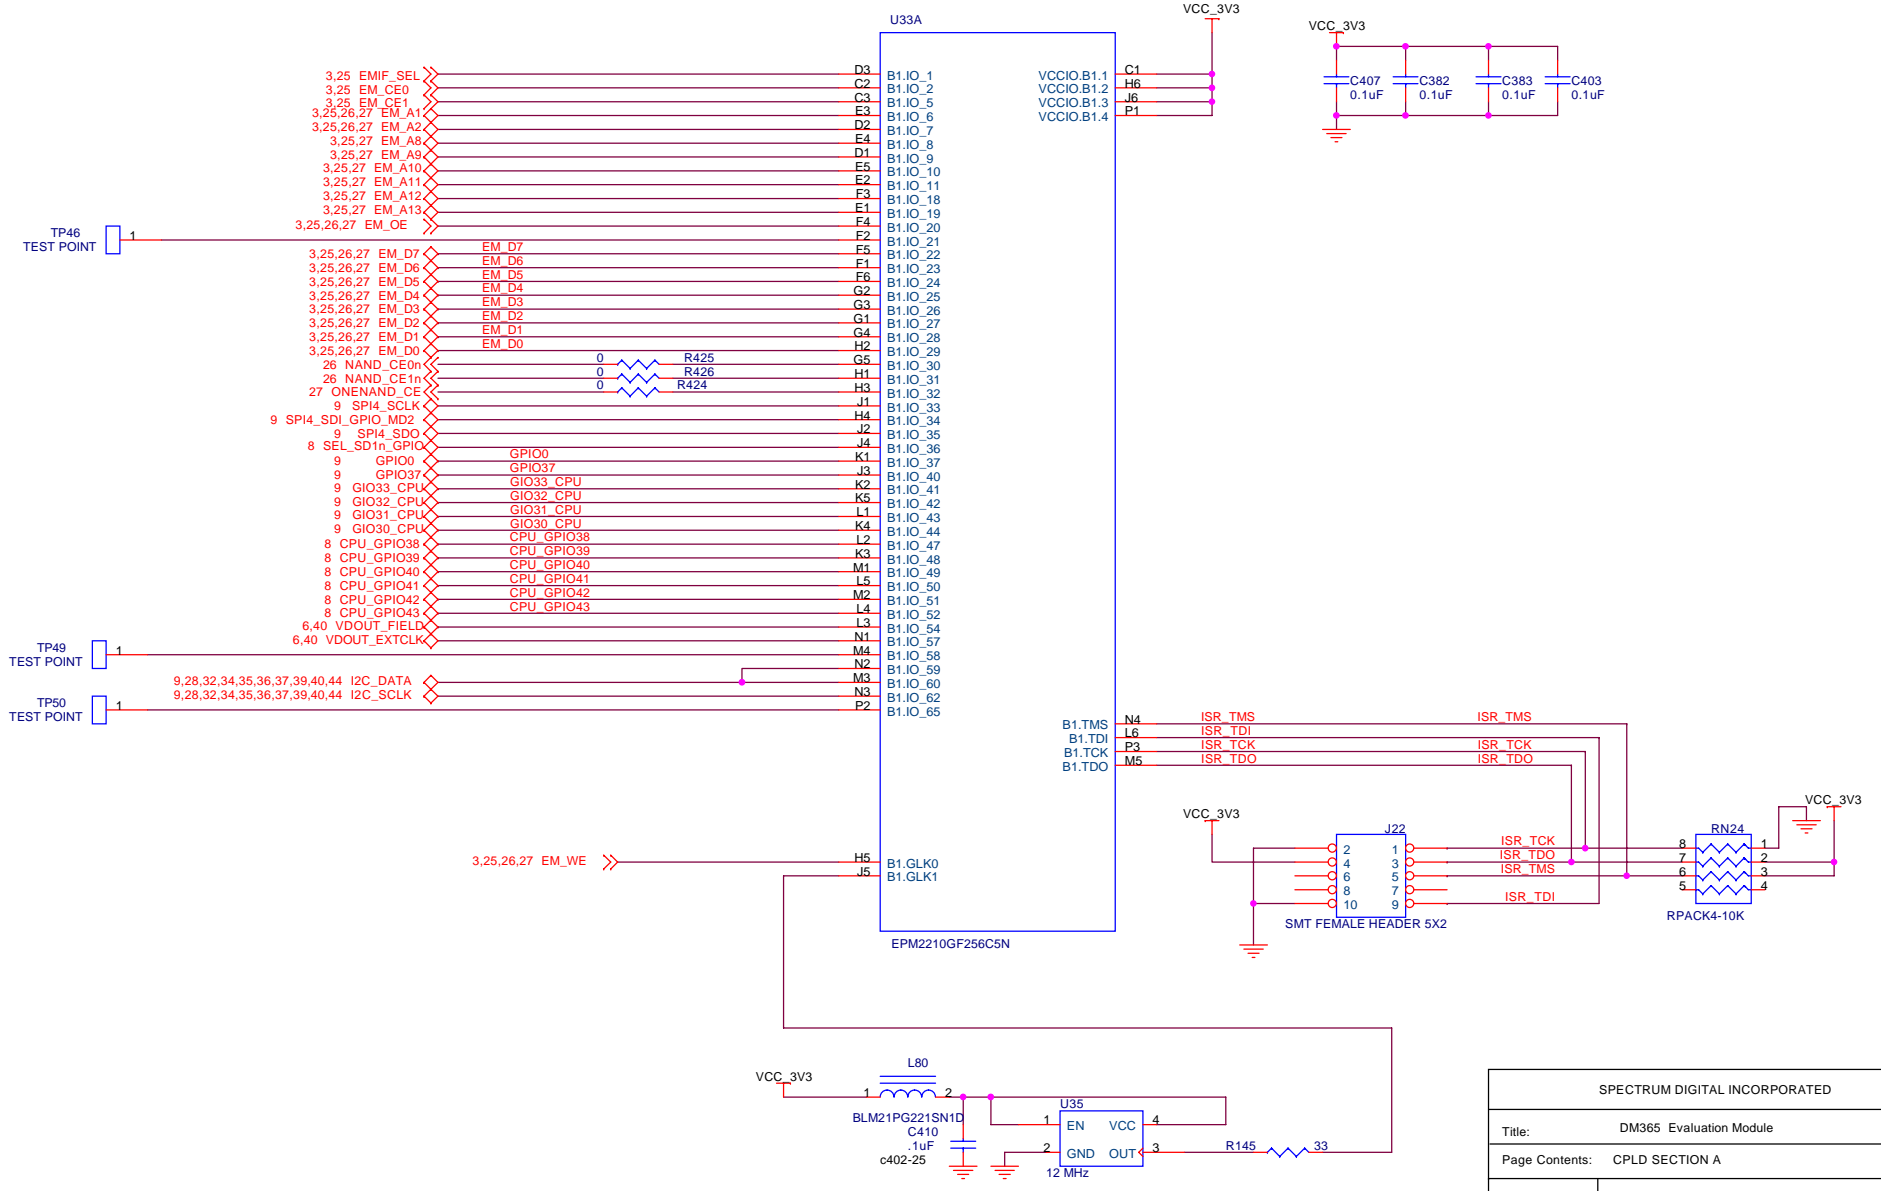 U33A
VCC_3V3
VCC_3V3
C407 0.1uF
C382 0.1uF
C383 0.1uF
C403 0.1uF
3,25 EMIF_SEL D3 B1.IO_1
3,25 EM_CE0 C2 B1.IO_2
3,25 EM_CE1 C3 B1.IO_5
3,25,26,27 EM_A1 E3 B1.IO_6
3,25,26,27 EM_A2 D2 B1.IO_7
3,25,27 EM_A8 E4 B1.IO_8
3,25,27 EM_A9 D1 B1.IO_9
3,25,27 EM_A10 E5 B1.IO_10
3,25,27 EM_A11 E2 B1.IO_11
3,25,27 EM_A12 F3 B1.IO_18
3,25,27 EM_A13 E1 B1.IO_19
3,25,26,27 EM_OE F4 B1.IO_20
TP46 TEST POINT 1 F2 B1.IO_21
3,25,26,27 EM_D7 EM_D7 F5 B1.IO_22
3,25,26,27 EM_D6 EM_D6 F1 B1.IO_23
3,25,26,27 EM_D5 EM_D5 F6 B1.IO_24
3,25,26,27 EM_D4 EM_D4 G2 B1.IO_25
3,25,26,27 EM_D3 EM_D3 G3 B1.IO_26
3,25,26,27 EM_D2 EM_D2 G1 B1.IO_27
3,25,26,27 EM_D1 EM_D1 G4 B1.IO_28
3,25,26,27 EM_D0 EM_D0 H2 B1.IO_29
26 NAND_CE0n 0 R425 G5 B1.IO_30
26 NAND_CE1n 0 R426 H1 B1.IO_31
27 ONENAND_CE 0 R424 H3 B1.IO_32
9 SPI4_SCLK J1 B1.IO_33
9 SPI4_SDI_GPIO_MD2 H4 B1.IO_34
9 SPI4_SDO J2 B1.IO_35
8 SEL_SD1n_GPIO J4 B1.IO_36
9 GPIO0 GPIO0 K1 B1.IO_37
9 GPIO37 GPIO37 J3 B1.IO_40
9 GIO33_CPU GIO33_CPU K2 B1.IO_41
9 GIO32_CPU GIO32_CPU K5 B1.IO_42
9 GIO31_CPU GIO31_CPU L1 B1.IO_43
9 GIO30_CPU GIO30_CPU K4 B1.IO_44
8 CPU_GPIO38 CPU_GPIO38 L2 B1.IO_47
8 CPU_GPIO39 CPU_GPIO39 K3 B1.IO_48
8 CPU_GPIO40 CPU_GPIO40 M1 B1.IO_49
8 CPU_GPIO41 CPU_GPIO41 L5 B1.IO_50
8 CPU_GPIO42 CPU_GPIO42 M2 B1.IO_51
8 CPU_GPIO43 CPU_GPIO43 L4 B1.IO_52
6,40 VDOUT_FIELD L3 B1.IO_54
6,40 VDOUT_EXTCLK N1 B1.IO_57
TP49 TEST POINT 1 M4 B1.IO_58
N2 B1.IO_59
9,28,32,34,35,36,37,39,40,44 I2C_DATA M3 B1.IO_60
9,28,32,34,35,36,37,39,40,44 I2C_SCLK N3 B1.IO_62
TP50 TEST POINT 1 P2 B1.IO_65
VCCIO.B1.1 C1
VCCIO.B1.2 H6
VCCIO.B1.3 J6
VCCIO.B1.4 P1
B1.TMS N4 ISR_TMS ISR_TMS
B1.TDI L6 ISR_TDI
B1.TCK P3 ISR_TCK ISR_TCK
B1.TDO M5 ISR_TDO ISR_TDO
3,25,26,27 EM_WE H5 B1.GLK0
J5 B1.GLK1
EPM2210GF256C5N
VCC_3V3
J22
2 1 ISR_TCK
4 3 ISR_TDO
6 5 ISR_TMS
8 7
10 9 ISR_TDI
SMT FEMALE HEADER 5X2
VCC_3V3
RN24
8 1
7 2
6 3
5 4
RPACK4-10K
VCC_3V3
L80
1 2
BLM21PG221SN1D
C410
.1uF
c402-25
U35
1 EN VCC 4
2 GND OUT 3
12 MHz
R145 33
SPECTRUM DIGITAL INCORPORATED
Title: DM365 Evaluation Module
Page Contents: CPLD SECTION A